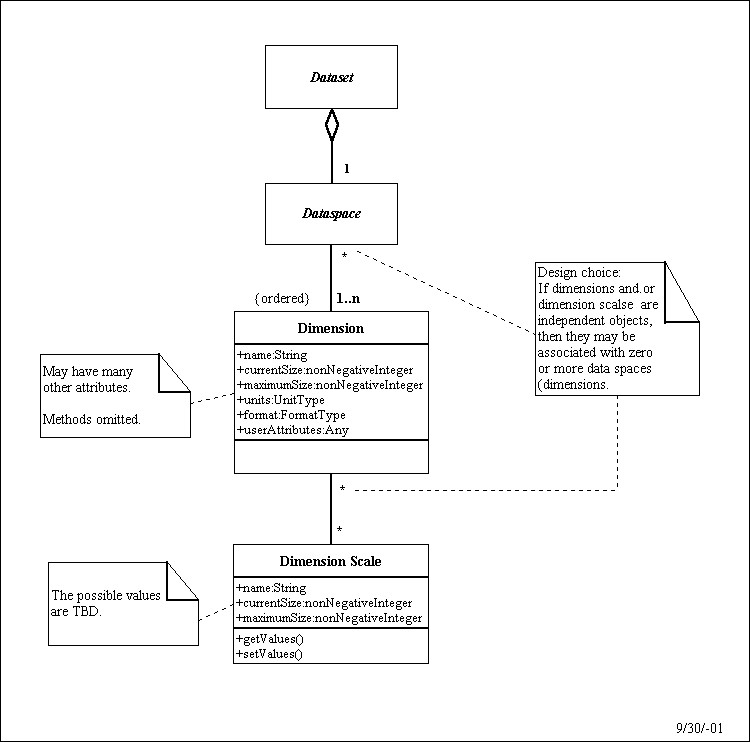 Dataset
1
Dataspace
*
{ordered}
1..n
Design choice:
If dimensions and.or
dimension scalse are
independent objects,
then they may be
associated with zero
or more data spaces
(dimensions.
Dimension
+name:String
+currentSize:nonNegativeInteger
+maximumSize:nonNegativeInteger
+units:UnitType
+format:FormatType
+userAttributes:Any
May have many
other attributes.
Methods omitted.
*
*
Dimension Scale
+name:String
+currentSize:nonNegativeInteger
+maximumSize:nonNegativeInteger
+getValues()
+setValues()
The possible values
are TBD.
9/30/-01